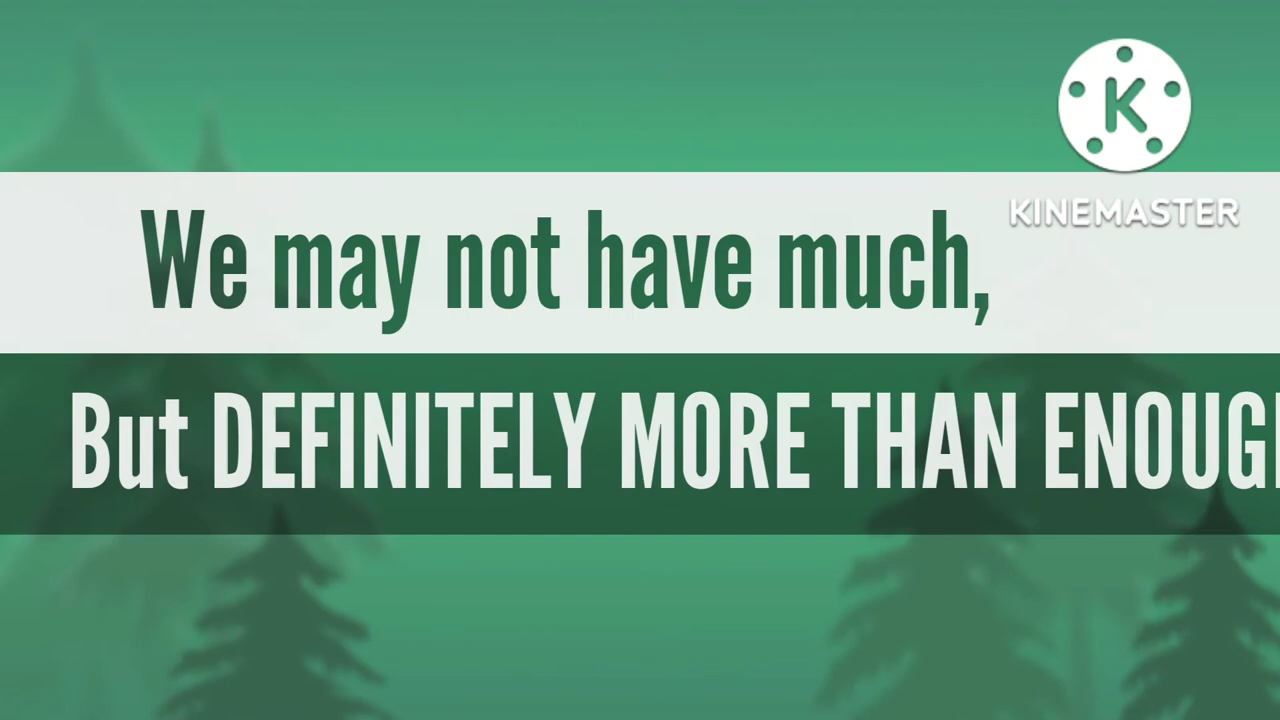 We may not have much,
But DEFINITELY MORE THAN ENOUG
K
KINEMASTER